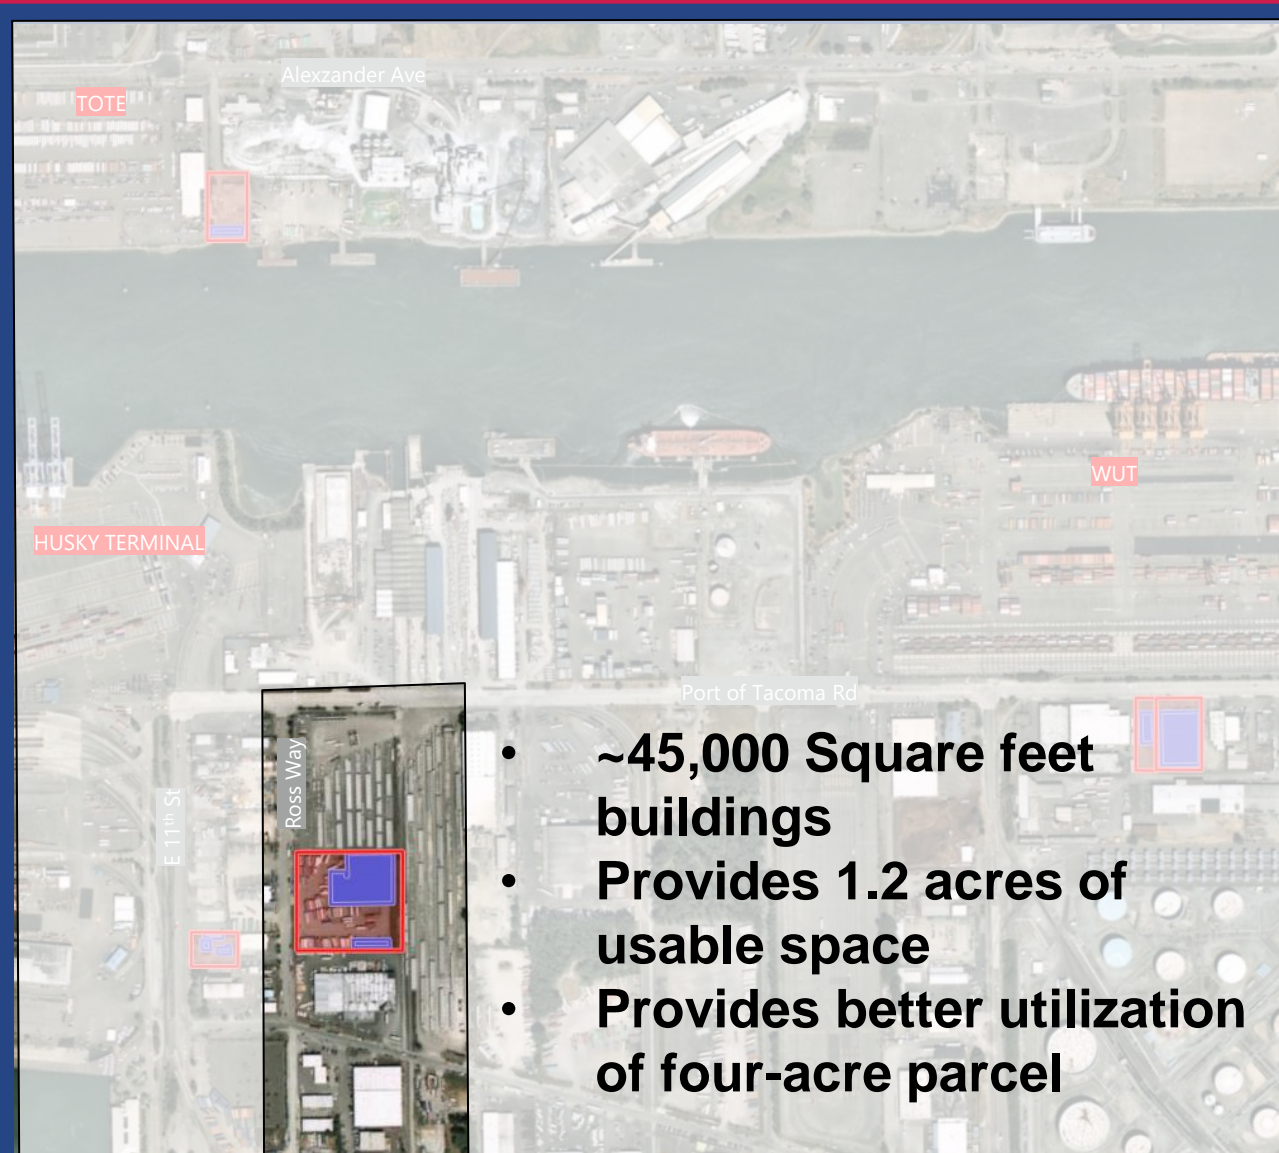 Alexzander Ave
TOTE
WUT
HUSKY TERMINAL
Port of Tacoma Rd
Ross Way
E 11th St
• ~45,000 Square feet
buildings
• Provides 1.2 acres of
usable space
• Provides better utilization
of four-acre parcel